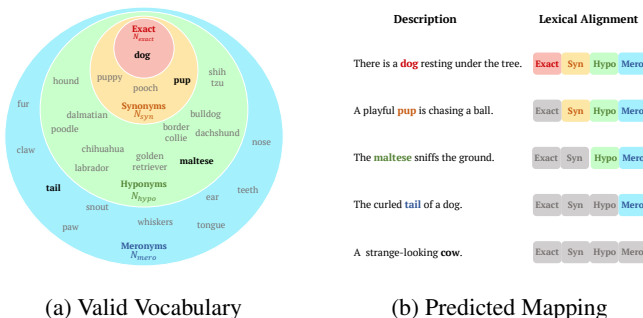 Exact
N_exact
dog
puppy
pup
pooch
Synonyms
N_syn
hound
shih
tzu
dalmatian
bulldog
poodle
border
collie
dachshund
chihuahua
golden
retriever
maltese
labrador
Hyponyms
N_hypo
fur
claw
nose
tail
teeth
ear
snout
paw
whiskers
tongue
Meronyms
N_mero
(a) Valid Vocabulary
Description Lexical Alignment
There is a dog resting under the tree. Exact Syn Hypo Mero
A playful pup is chasing a ball. Exact Syn Hypo Mero
The maltese sniffs the ground. Exact Syn Hypo Mero
The curled tail of a dog. Exact Syn Hypo Mero
A strange-looking cow. Exact Syn Hypo Mero
(b) Predicted Mapping